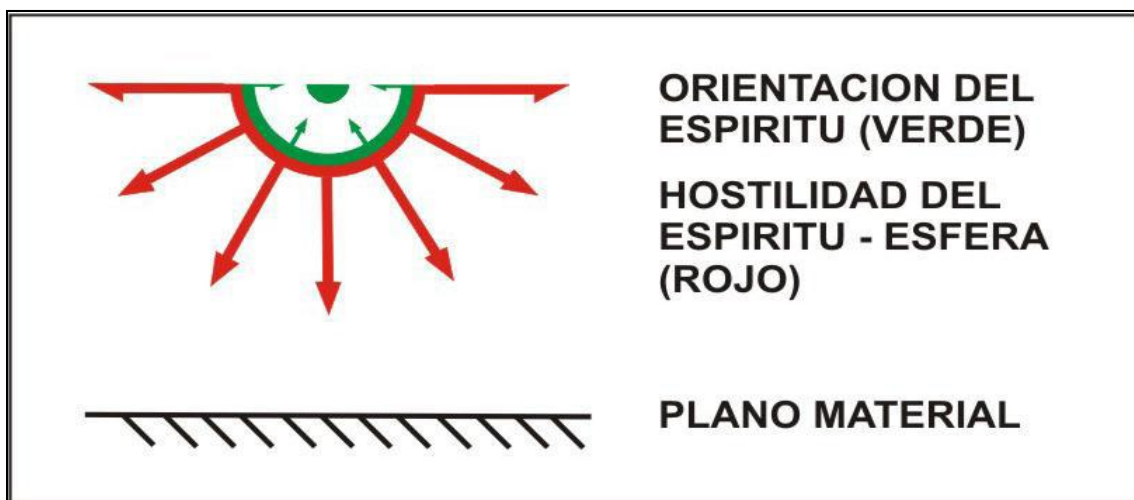 ORIENTACION DEL
ESPIRITU (VERDE)
HOSTILIDAD DEL
ESPIRITU - ESFERA
(ROJO)
PLANO MATERIAL